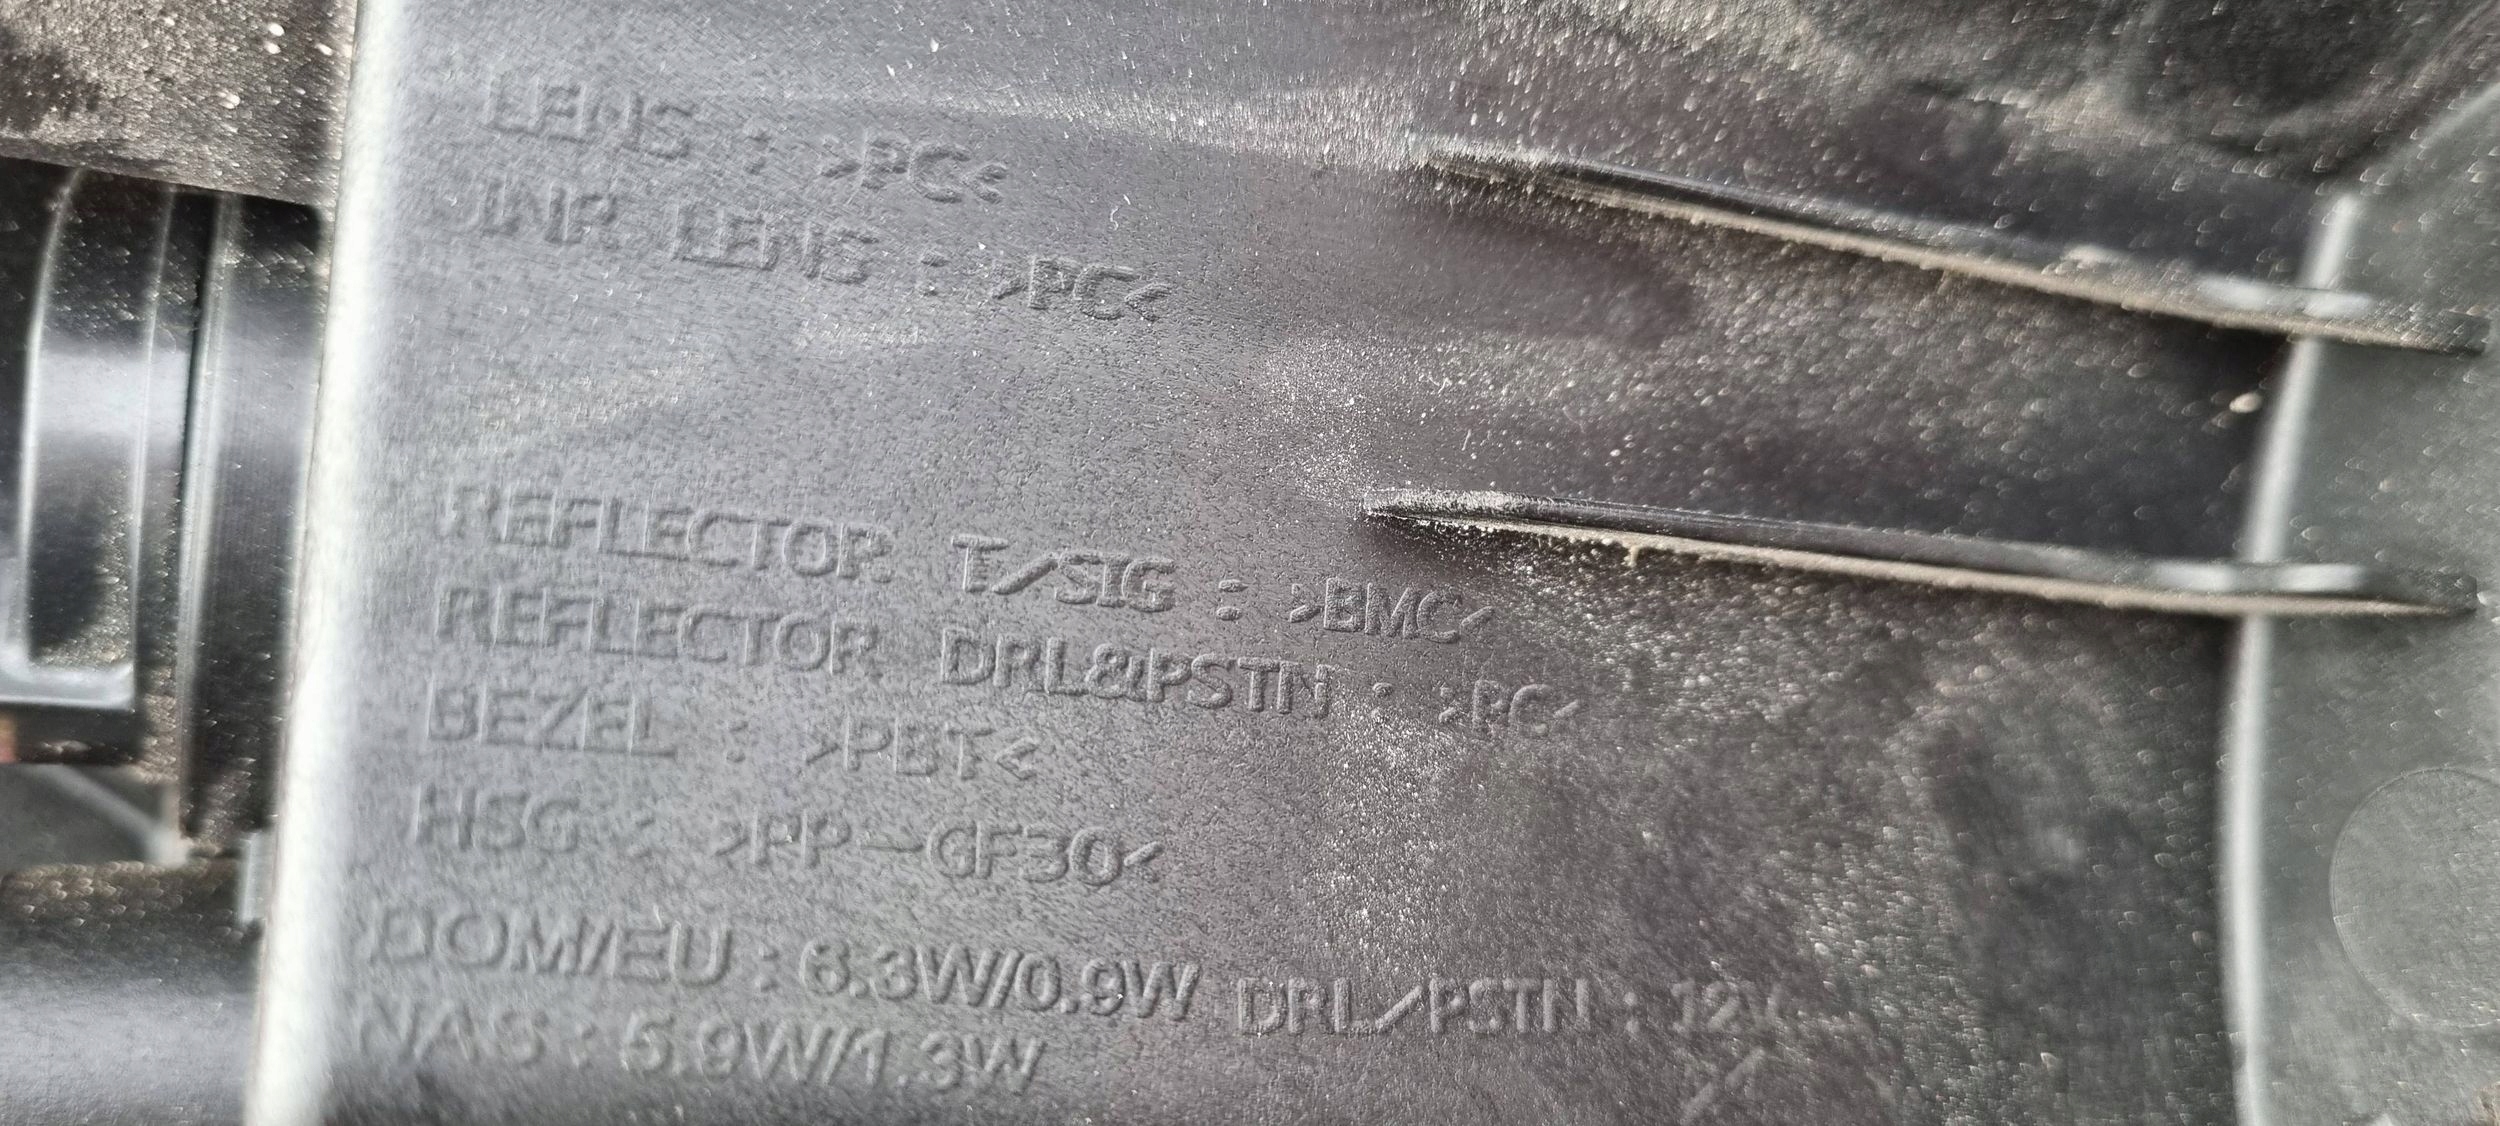 LENS : >PC<
INR LENS : >PC<
REFLECTOR T/SIG : >BMC<
REFLECTOR DRL&PSTN : >PC<
BEZEL : >PBT<
HSG : >PP-GF30<
DOM/EU : 6.3W/0.9W DRL/PSTN : 12V
NAS : 5.9W/1.3W